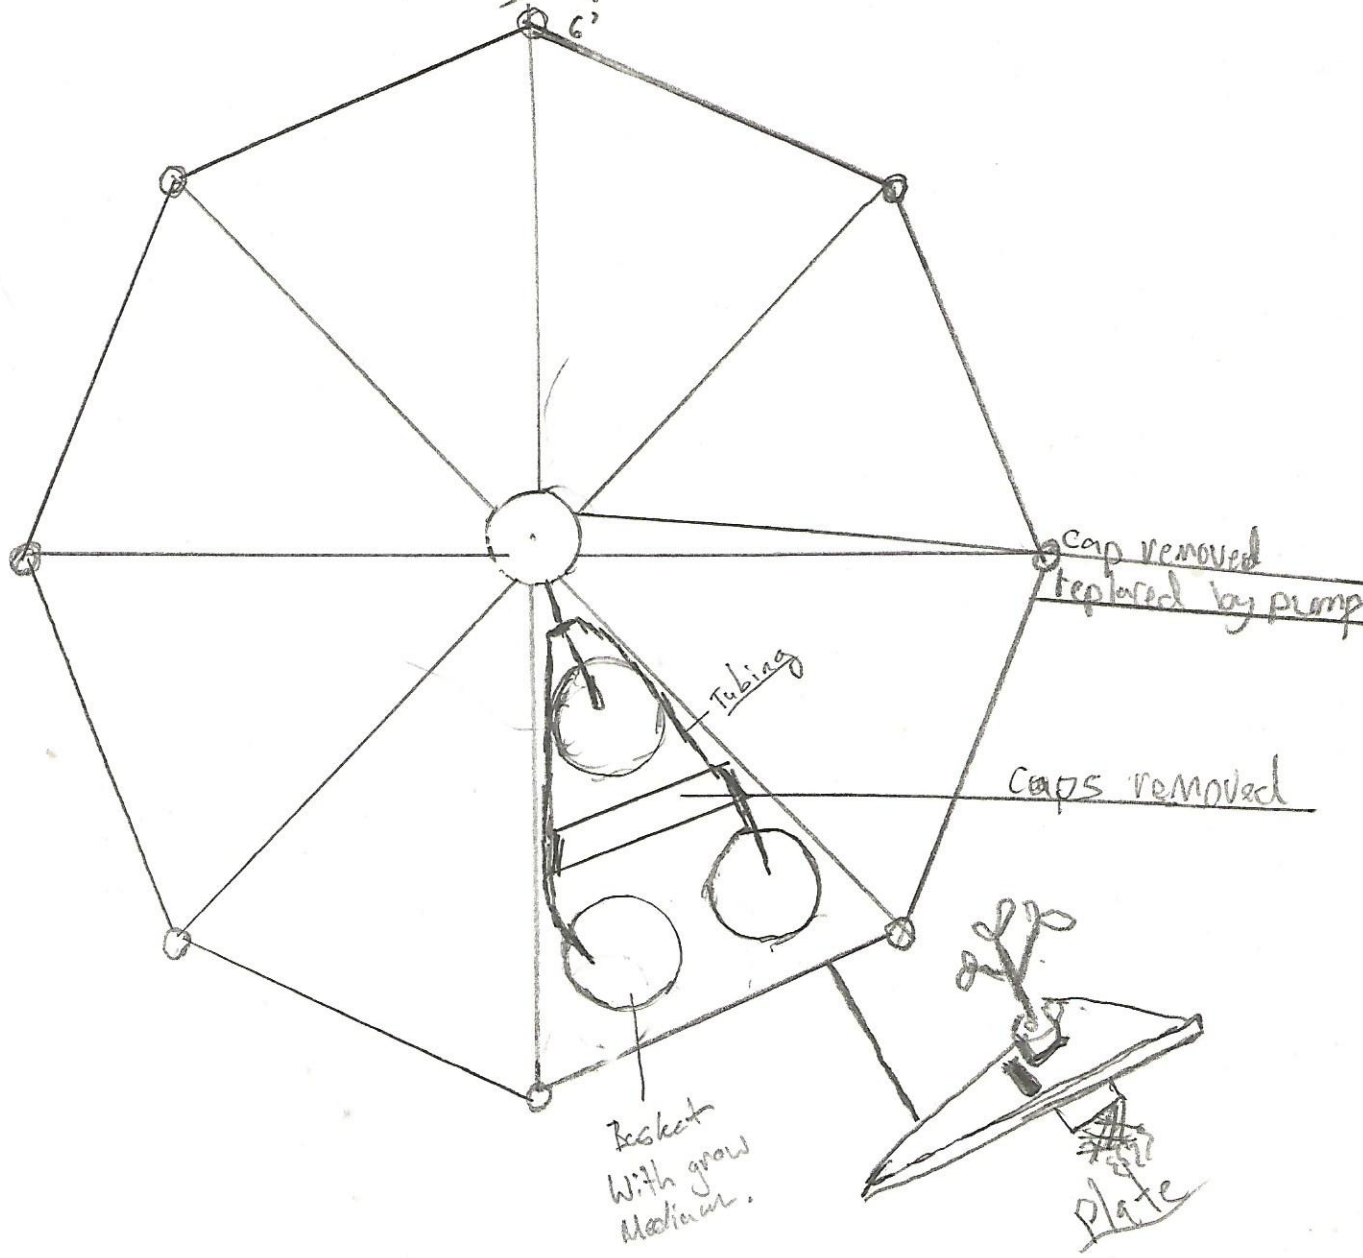 6'
cap removed
replaced by pump
Tubing
caps removed
Basket
With grow
Medium.
plate